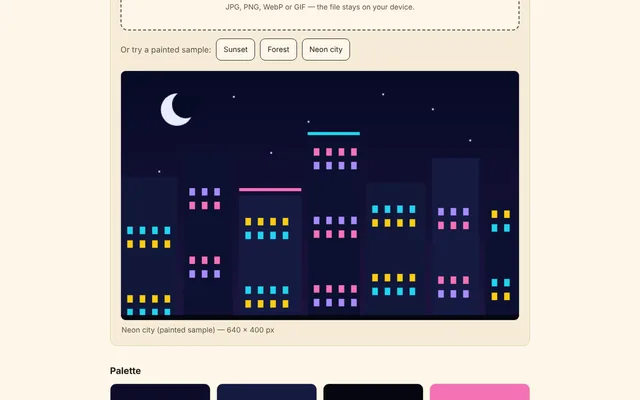 JPG, PNG, WebP or GIF — the file stays on your device.
Or try a painted sample: Sunset Forest Neon city
Neon city (painted sample) — 640 × 400 px
Palette